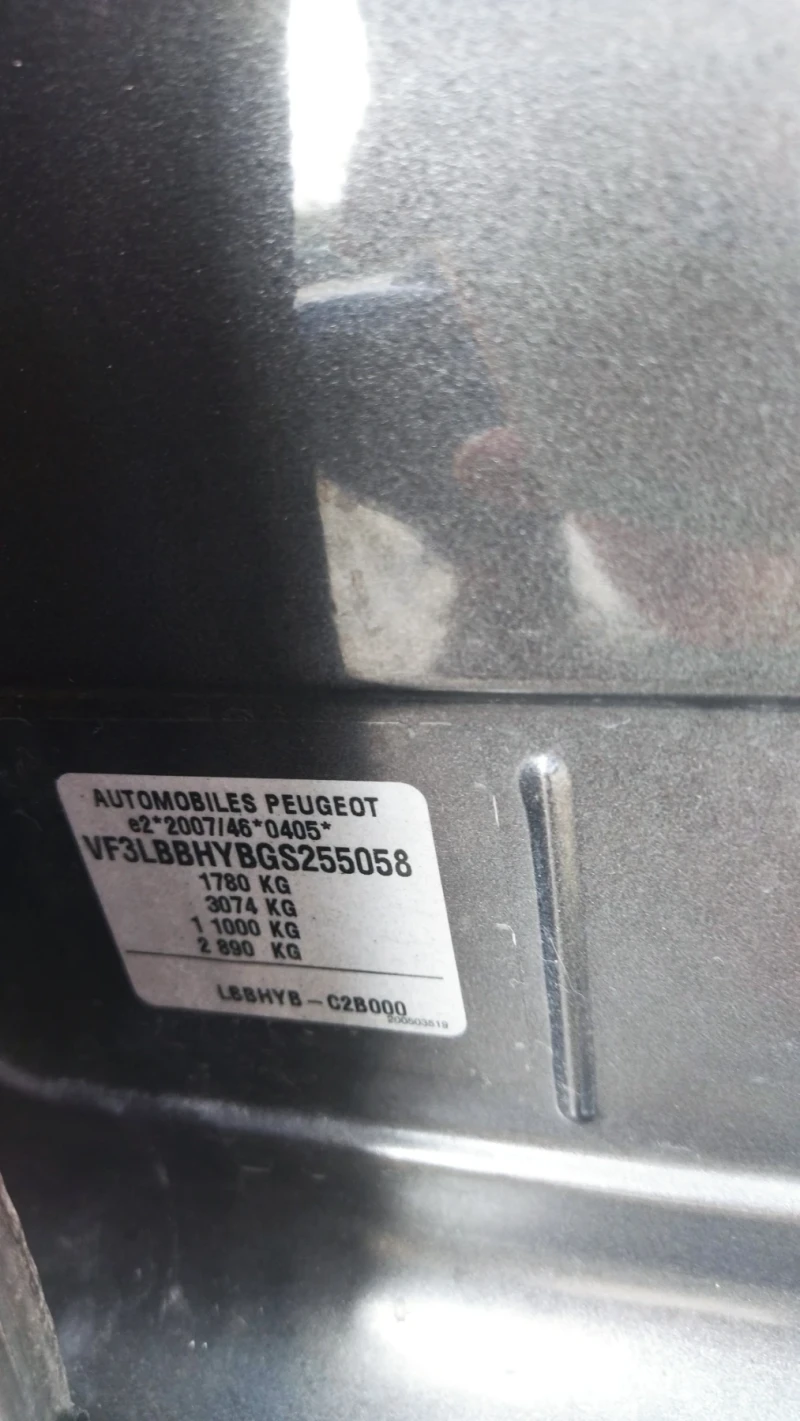 AUTOMOBILES PEUGEOT
e2*2007/46*0405*
VF3LBBHYBGS255058
1780 KG
3074 KG
1 1000 KG
2 890 KG
LBBHYB-C2B000
200503519